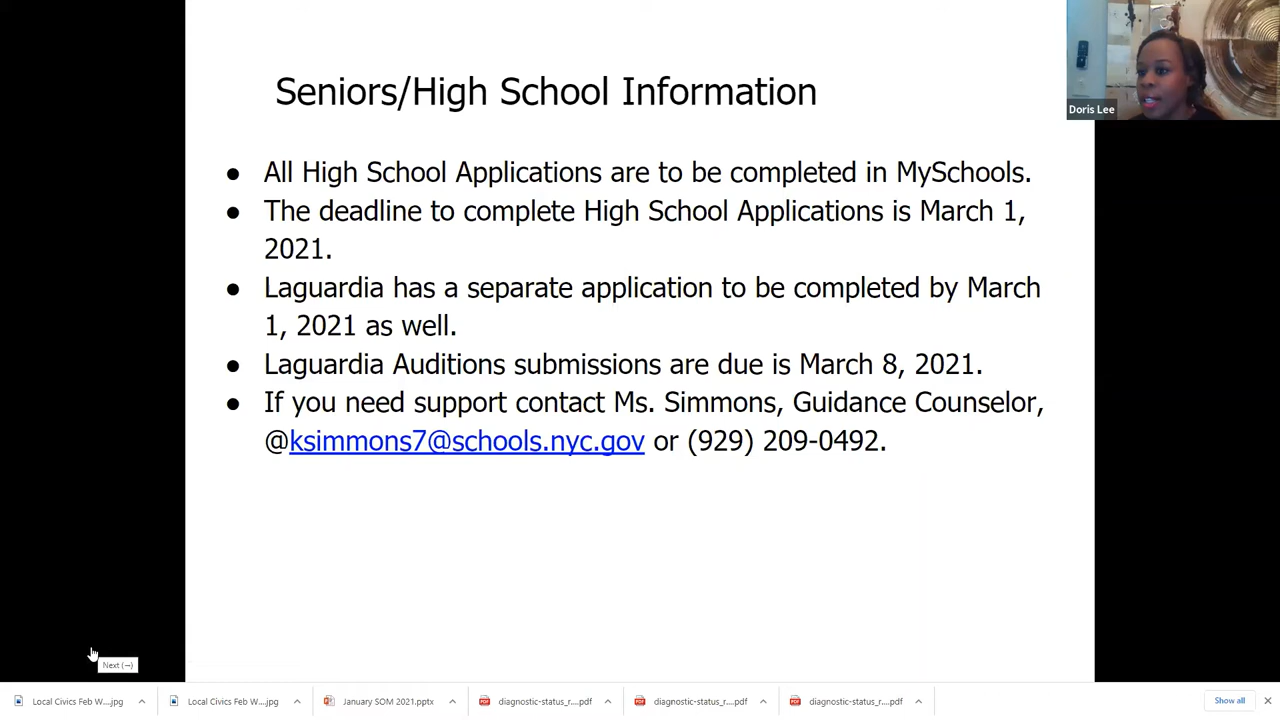 Seniors/High School Information
Doris Lee
● All High School Applications are to be completed in MySchools.
● The deadline to complete High School Applications is March 1,
2021.
● Laguardia has a separate application to be completed by March
1, 2021 as well.
● Laguardia Auditions submissions are due is March 8, 2021.
● If you need support contact Ms. Simmons, Guidance Counselor,
@ksimmons7@schools.nyc.gov or (929) 209-0492.
Next (→)
Local Civics Feb W....jpg
Local Civics Feb W....jpg
January SOM 2021.pptx
diagnostic-status_r....pdf
diagnostic-status_r....pdf
diagnostic-status_r....pdf
Show all